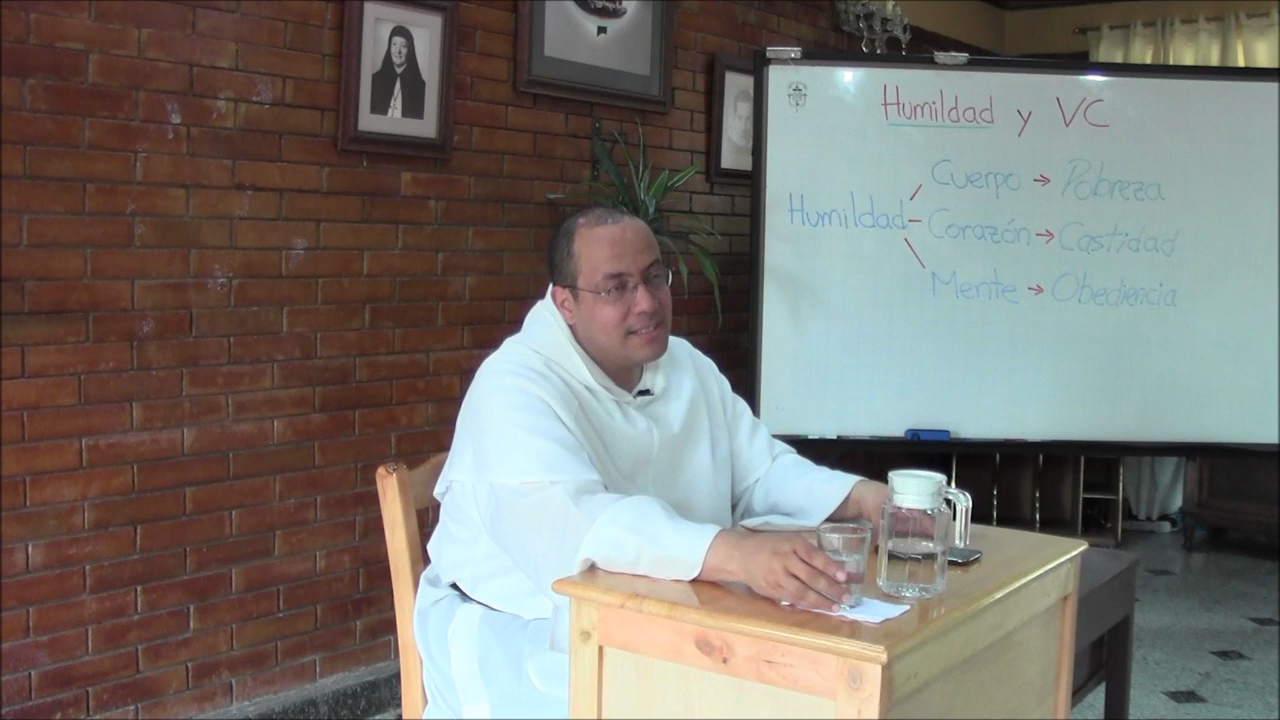 Humildad y VC
Cuerpo → Pobreza
Humildad - Corazón → Castidad
Mente → Obediencia